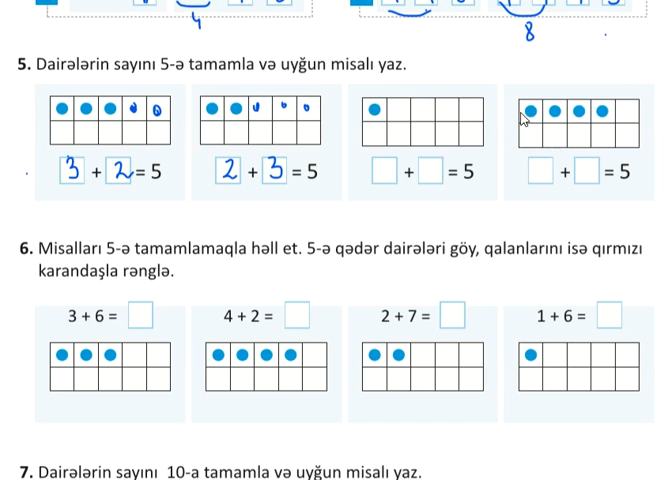 4
8
5. Dairələrin sayını 5-ə tamamla və uyğun misalı yaz.
3 + 2 = 5 2 + 3 = 5 + = 5 + = 5
6. Misalları 5-ə tamamlamaqla həll et. 5-ə qədər dairələri göy, qalanlarını isə qırmızı
karandaşla rənglə.
3 + 6 = 4 + 2 = 2 + 7 = 1 + 6 =
7. Dairələrin sayını 10-a tamamla və uyğun misalı yaz.